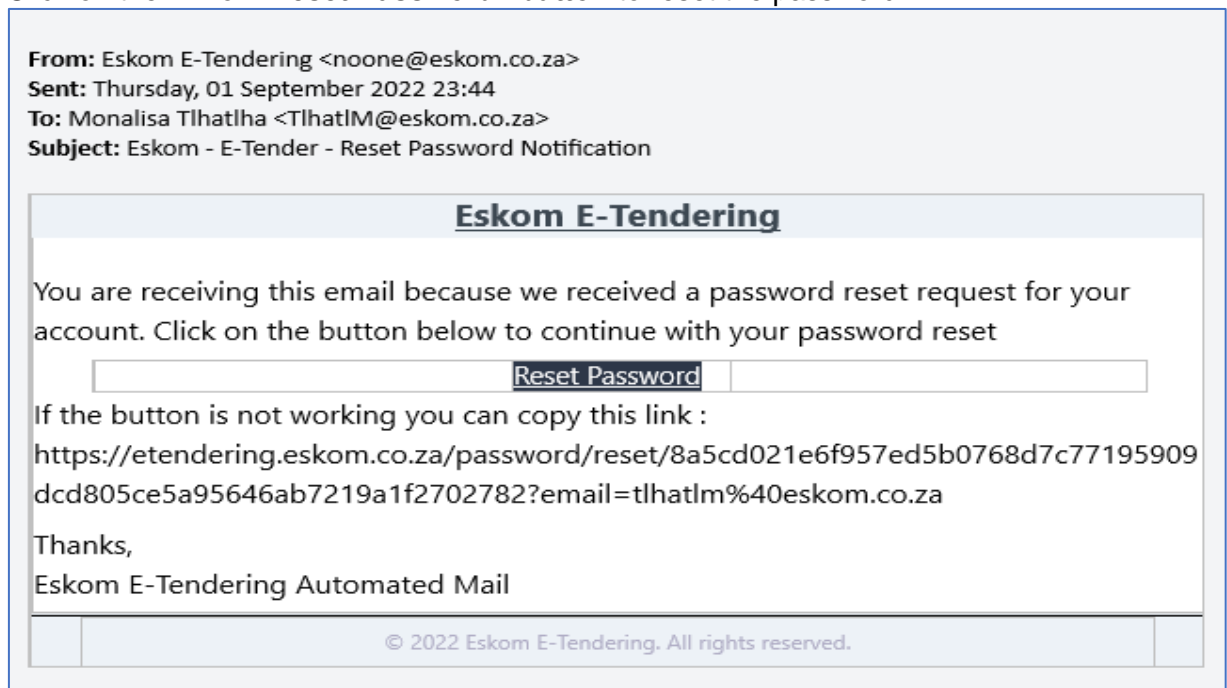 From: Eskom E-Tendering <noone@eskom.co.za>
Sent: Thursday, 01 September 2022 23:44
To: Monalisa Tlhatlha <TlhatlM@eskom.co.za>
Subject: Eskom - E-Tender - Reset Password Notification
Eskom E-Tendering
You are receiving this email because we received a password reset request for your
account. Click on the button below to continue with your password reset
Reset Password
If the button is not working you can copy this link :
https://etendering.eskom.co.za/password/reset/8a5cd021e6f957ed5b0768d7c77195909
dcd805ce5a95646ab7219a1f2702782?email=tlhatlm%40eskom.co.za
Thanks,
Eskom E-Tendering Automated Mail
© 2022 Eskom E-Tendering. All rights reserved.